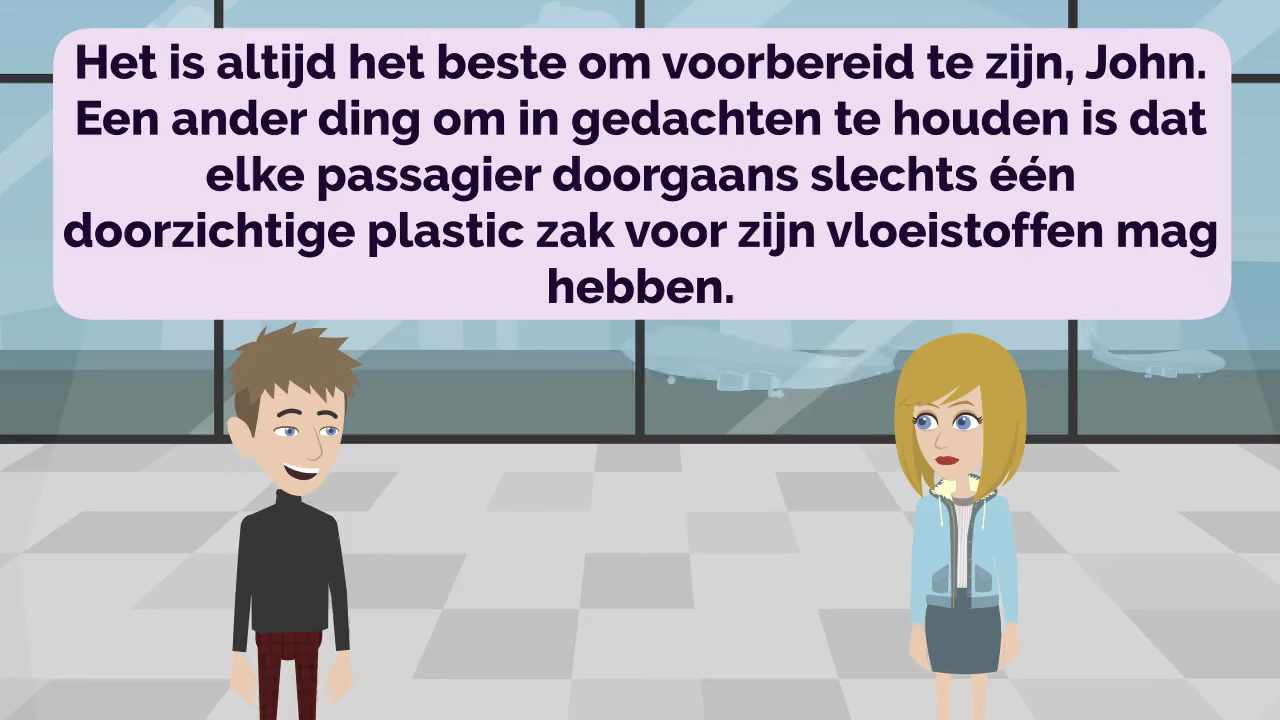 Het is altijd het beste om voorbereid te zijn, John.
Een ander ding om in gedachten te houden is dat
elke passagier doorgaans slechts één
doorzichtige plastic zak voor zijn vloeistoffen mag
hebben.